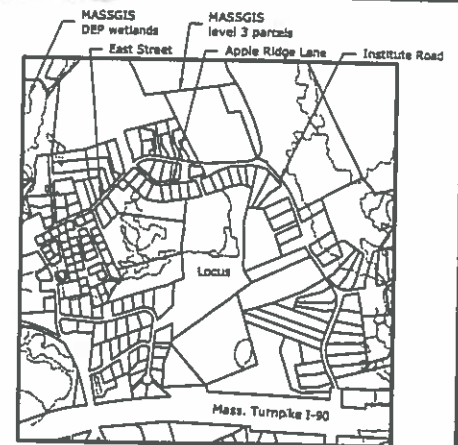 MASSGIS
DEP wetlands
MASSGIS
level 3 parcels
East Street
Apple Ridge Lane
Institute Road
Locus
Mass. Turnpike I-90